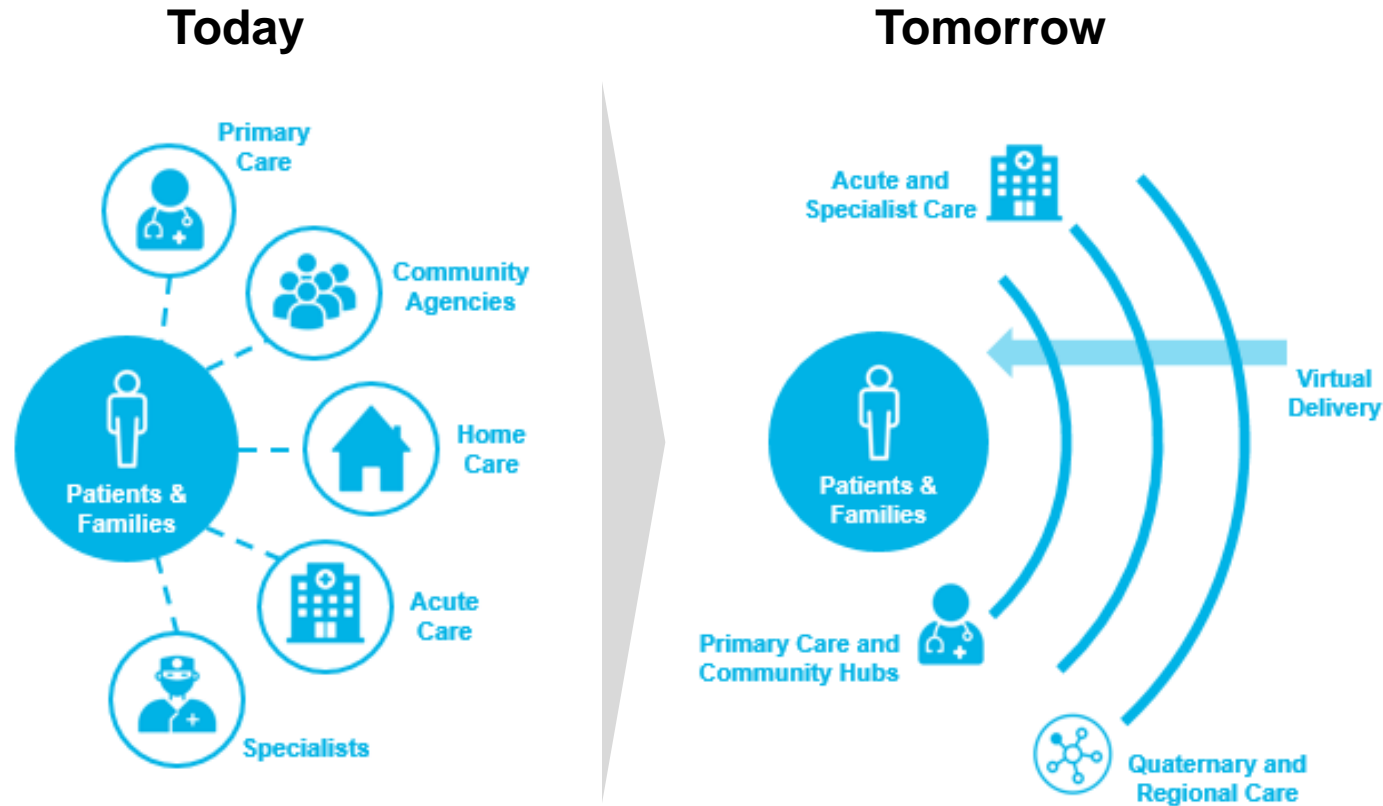 Today
Primary
Care
Community
Agencies
Home
Care
Patients &
Families
Acute
Care
Specialists
Tomorrow
Acute and
Specialist Care
Virtual
Delivery
Patients &
Families
Primary Care and
Community Hubs
Quaternary and
Regional Care